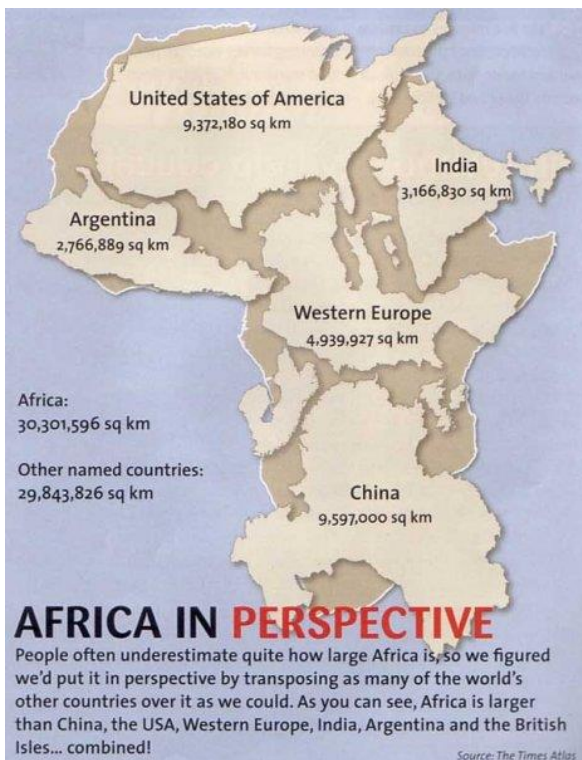 United States of America
9,372,180 sq km
India
3,166,830 sq km
Argentina
2,766,889 sq km
Western Europe
4,939,927 sq km
Africa:
30,301,596 sq km
Other named countries:
29,843,826 sq km
China
9,597,000 sq km
AFRICA IN PERSPECTIVE
People often underestimate quite how large Africa is, so we figured
we'd put it in perspective by transposing as many of the world's
other countries over it as we could. As you can see, Africa is larger
than China, the USA, Western Europe, India, Argentina and the British
Isles... combined!
Source: The Times Atlas